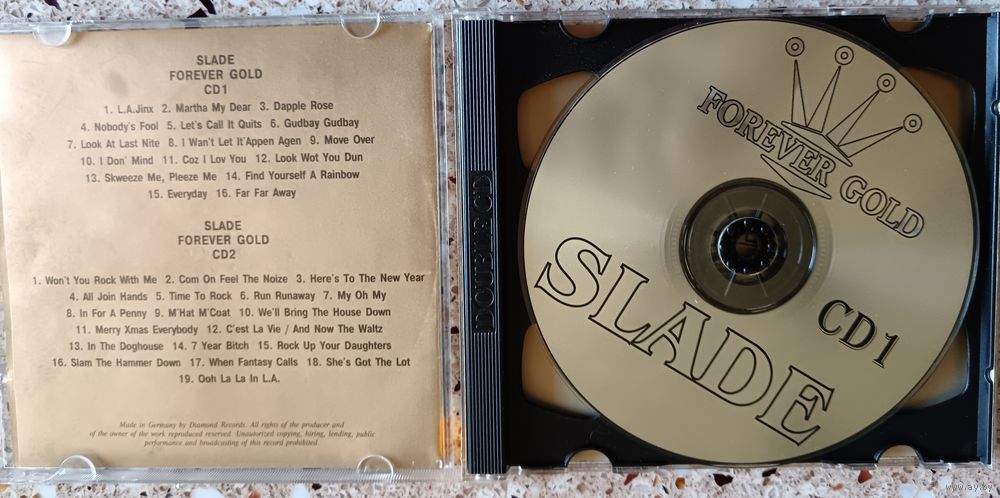 SLADE
FOREVER GOLD
CD1
1. L.A.Jinx 2. Martha My Dear 3. Dapple Rose
4. Nobody's Fool 5. Let's Call It Quits 6. Gudbay Gudbay
7. Look At Last Nite 8. I Wan't Let It'Appen Agen 9. Move Over
10. I Don' Mind 11. Coz I Lov You 12. Look Wot You Dun
13. Skweeze Me, Pleeze Me 14. Find Yourself A Rainbow
15. Everyday 16. Far Far Away
SLADE
FOREVER GOLD
CD2
1. Won't You Rock With Me 2. Com On Feel The Noize 3. Here's To The New Year
4. All Join Hands 5. Time To Rock 6. Run Runaway 7. My Oh My
8. In For A Penny 9. M'Hat M'Coat 10. We'll Bring The House Down
11. Merry Xmas Everybody 12. C'est La Vie / And Now The Waltz
13. In The Doghouse 14. 7 Year Bitch 15. Rock Up Your Daughters
16. Slam The Hammer Down 17. When Fantasy Calls 18. She's Got The Lot
19. Ooh La La In L.A.
Made in Germany by Diamond Records. All rights of the producer and
of the owner of the work reproduced reserved. Unautorized copying, hiring, lending, public
performance and broadcasting of this record prohibited.
DOUBLE CD
FOREVER GOLD
SLADE
CD 1
www.ay.by